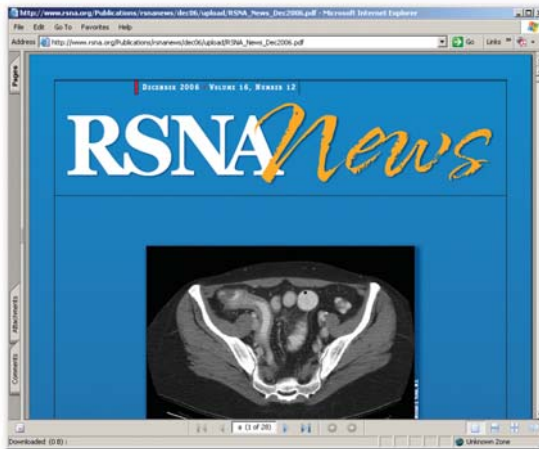 http://www.rsna.org/Publications/rsnanews/dec06/upload/RSNA_News_Dec2006.pdf - Microsoft Internet Explorer
File Edit Go To Favorites Help
Address http://www.rsna.org/Publications/rsnanews/dec06/upload/RSNA_News_Dec2006.pdf Go Links »
Pages
DECEMBER 2006 VOLUME 16, NUMBER 12
RSNA News
Attachments
Comments
(1 of 28)
Downloaded (0 B) : Unknown Zone